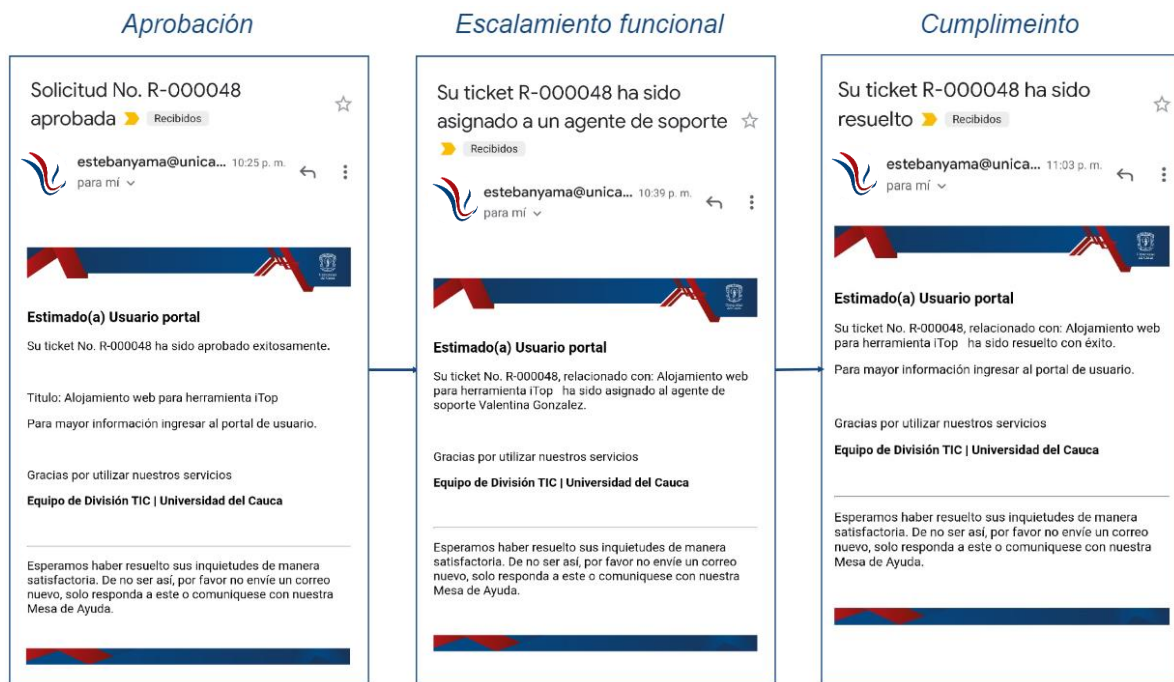 Aprobación
Solicitud No. R-000048
aprobada Recibidos
estebanyama@unica... 10:25 p. m.
para mí
Estimado(a) Usuario portal
Su ticket No. R-000048 ha sido aprobado exitosamente.
Titulo: Alojamiento web para herramienta iTop
Para mayor información ingresar al portal de usuario.
Gracias por utilizar nuestros servicios
Equipo de División TIC | Universidad del Cauca
Esperamos haber resuelto sus inquietudes de manera
satisfactoria. De no ser así, por favor no envíe un correo
nuevo, solo responda a este o comuniquese con nuestra
Mesa de Ayuda.
Escalamiento funcional
Su ticket R-000048 ha sido
asignado a un agente de soporte
Recibidos
estebanyama@unica... 10:39 p. m.
para mí
Estimado(a) Usuario portal
Su ticket No. R-000048, relacionado con: Alojamiento web
para herramienta iTop ha sido asignado al agente de
soporte Valentina Gonzalez.
Gracias por utilizar nuestros servicios
Equipo de División TIC | Universidad del Cauca
Esperamos haber resuelto sus inquietudes de manera
satisfactoria. De no ser así, por favor no envíe un correo
nuevo, solo responda a este o comuniquese con nuestra
Mesa de Ayuda.
Cumplimeinto
Su ticket R-000048 ha sido
resuelto Recibidos
estebanyama@unica... 11:03 p. m.
para mí
Estimado(a) Usuario portal
Su ticket No. R-000048, relacionado con: Alojamiento web
para herramienta iTop ha sido resuelto con éxito.
Para mayor información ingresar al portal de usuario.
Gracias por utilizar nuestros servicios
Equipo de División TIC | Universidad del Cauca
Esperamos haber resuelto sus inquietudes de manera
satisfactoria. De no ser así, por favor no envíe un correo
nuevo, solo responda a este o comuniquese con nuestra
Mesa de Ayuda.